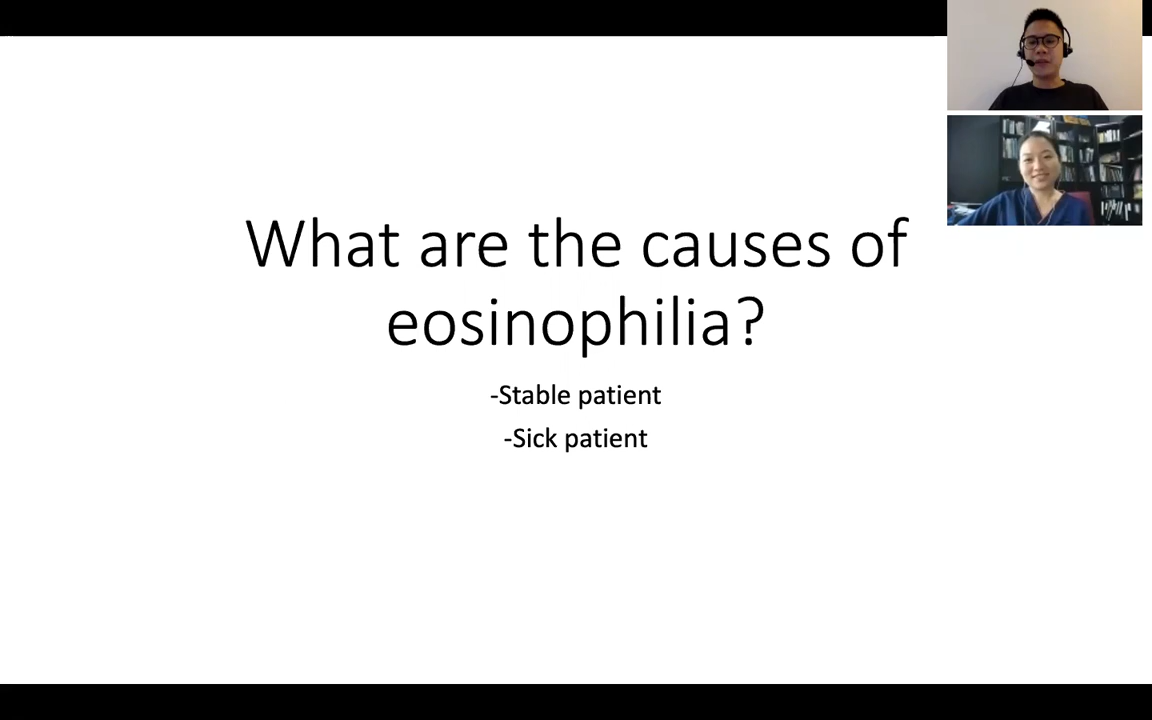 What are the causes of
eosinophilia?
-Stable patient
-Sick patient